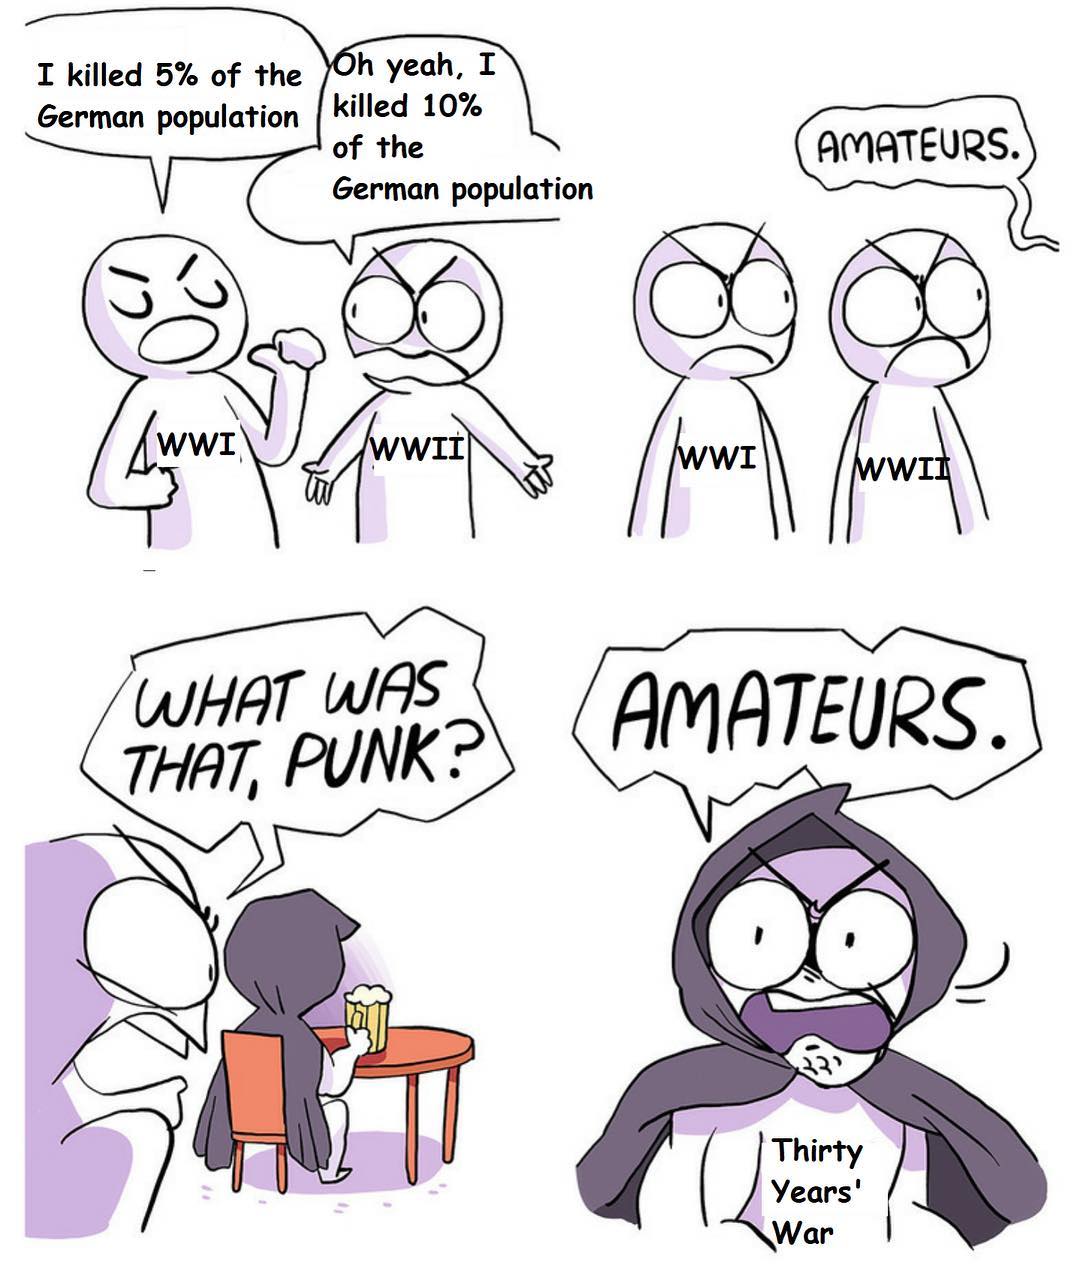 I killed 5% of the
German population
Oh yeah, I
killed 10%
of the
German population
WWI
WWII
AMATEURS.
WWI
WWII
WHAT WAS
THAT, PUNK?
AMATEURS.
Thirty
Years'
War